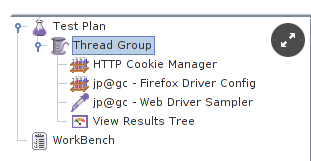 Test Plan
Thread Group
HTTP Cookie Manager
jp@gc - Firefox Driver Config
jp@gc - Web Driver Sampler
View Results Tree
WorkBench